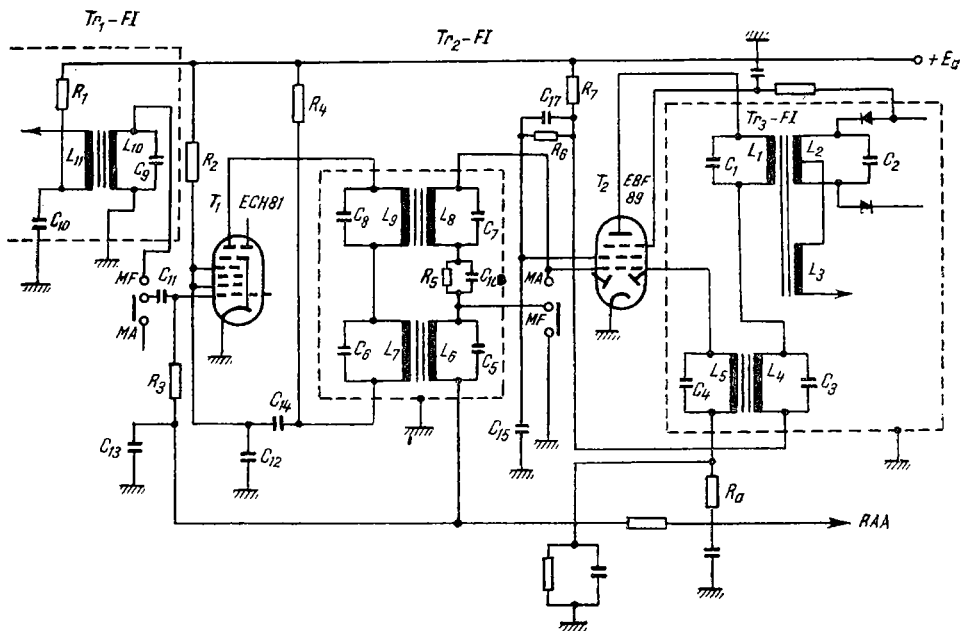 Tr₁-FI
Tr₂-FI
+Ea
R₁
R₂
R₄
C₁₇
R₇
R₆
Tr₃-FI
L₁₁
L₁₀
C₉
C₁₀
T₁
ECH81
C₈
L₉
L₈
C₇
T₂
EBF
89
C₁
L₁
L₂
C₂
MF
C₁₁
MA
R₅
C₁₆
MA
MF
L₃
R₃
C₆
L₇
L₆
C₅
C₄
L₅
L₄
C₃
C₁₄
C₁₅
C₁₃
C₁₂
Ra
RAA